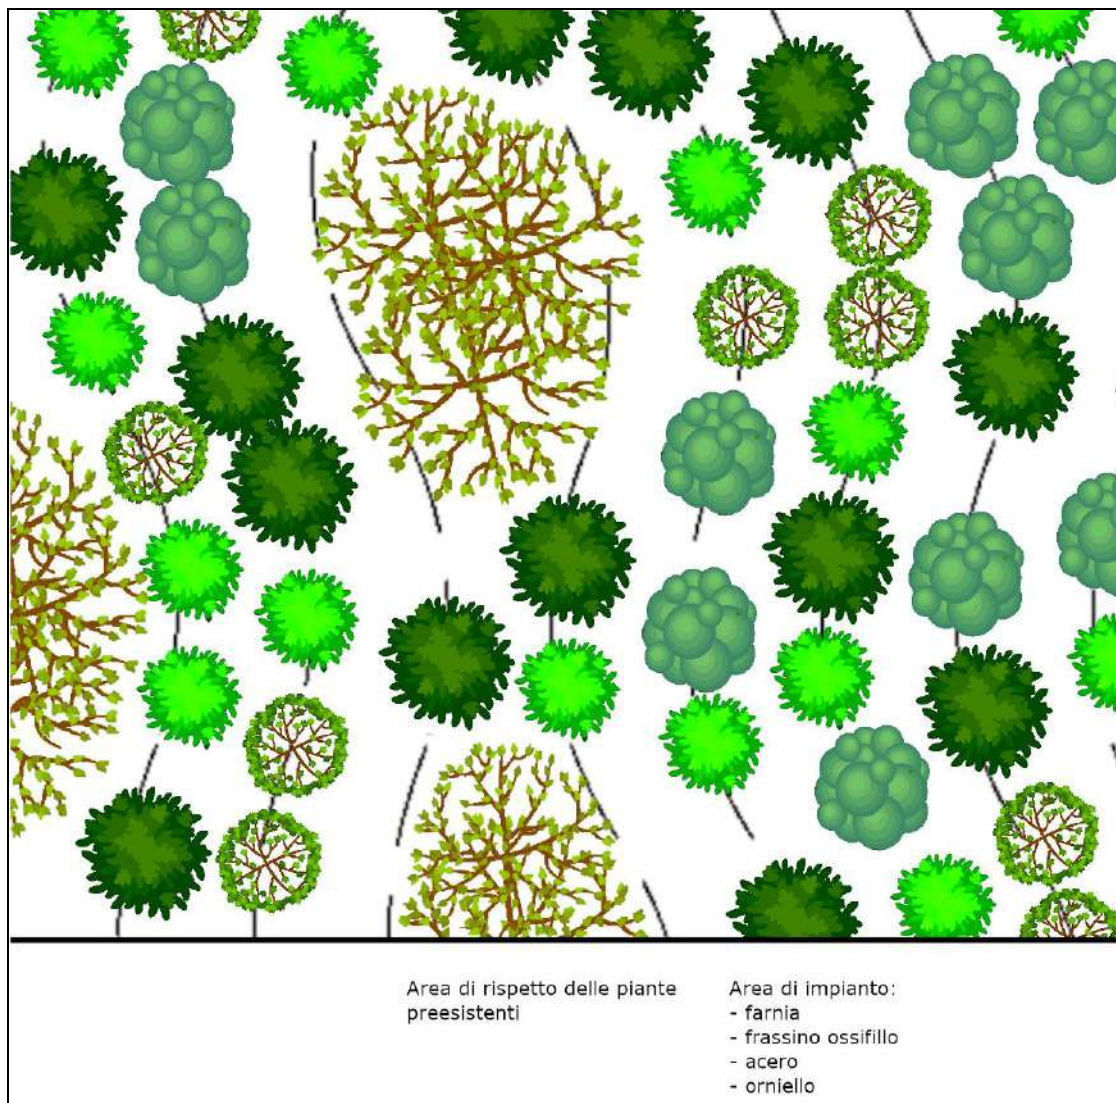 Area di rispetto delle piante
preesistenti
Area di impianto:
- farnia
- frassino ossifillo
- acero
- orniello